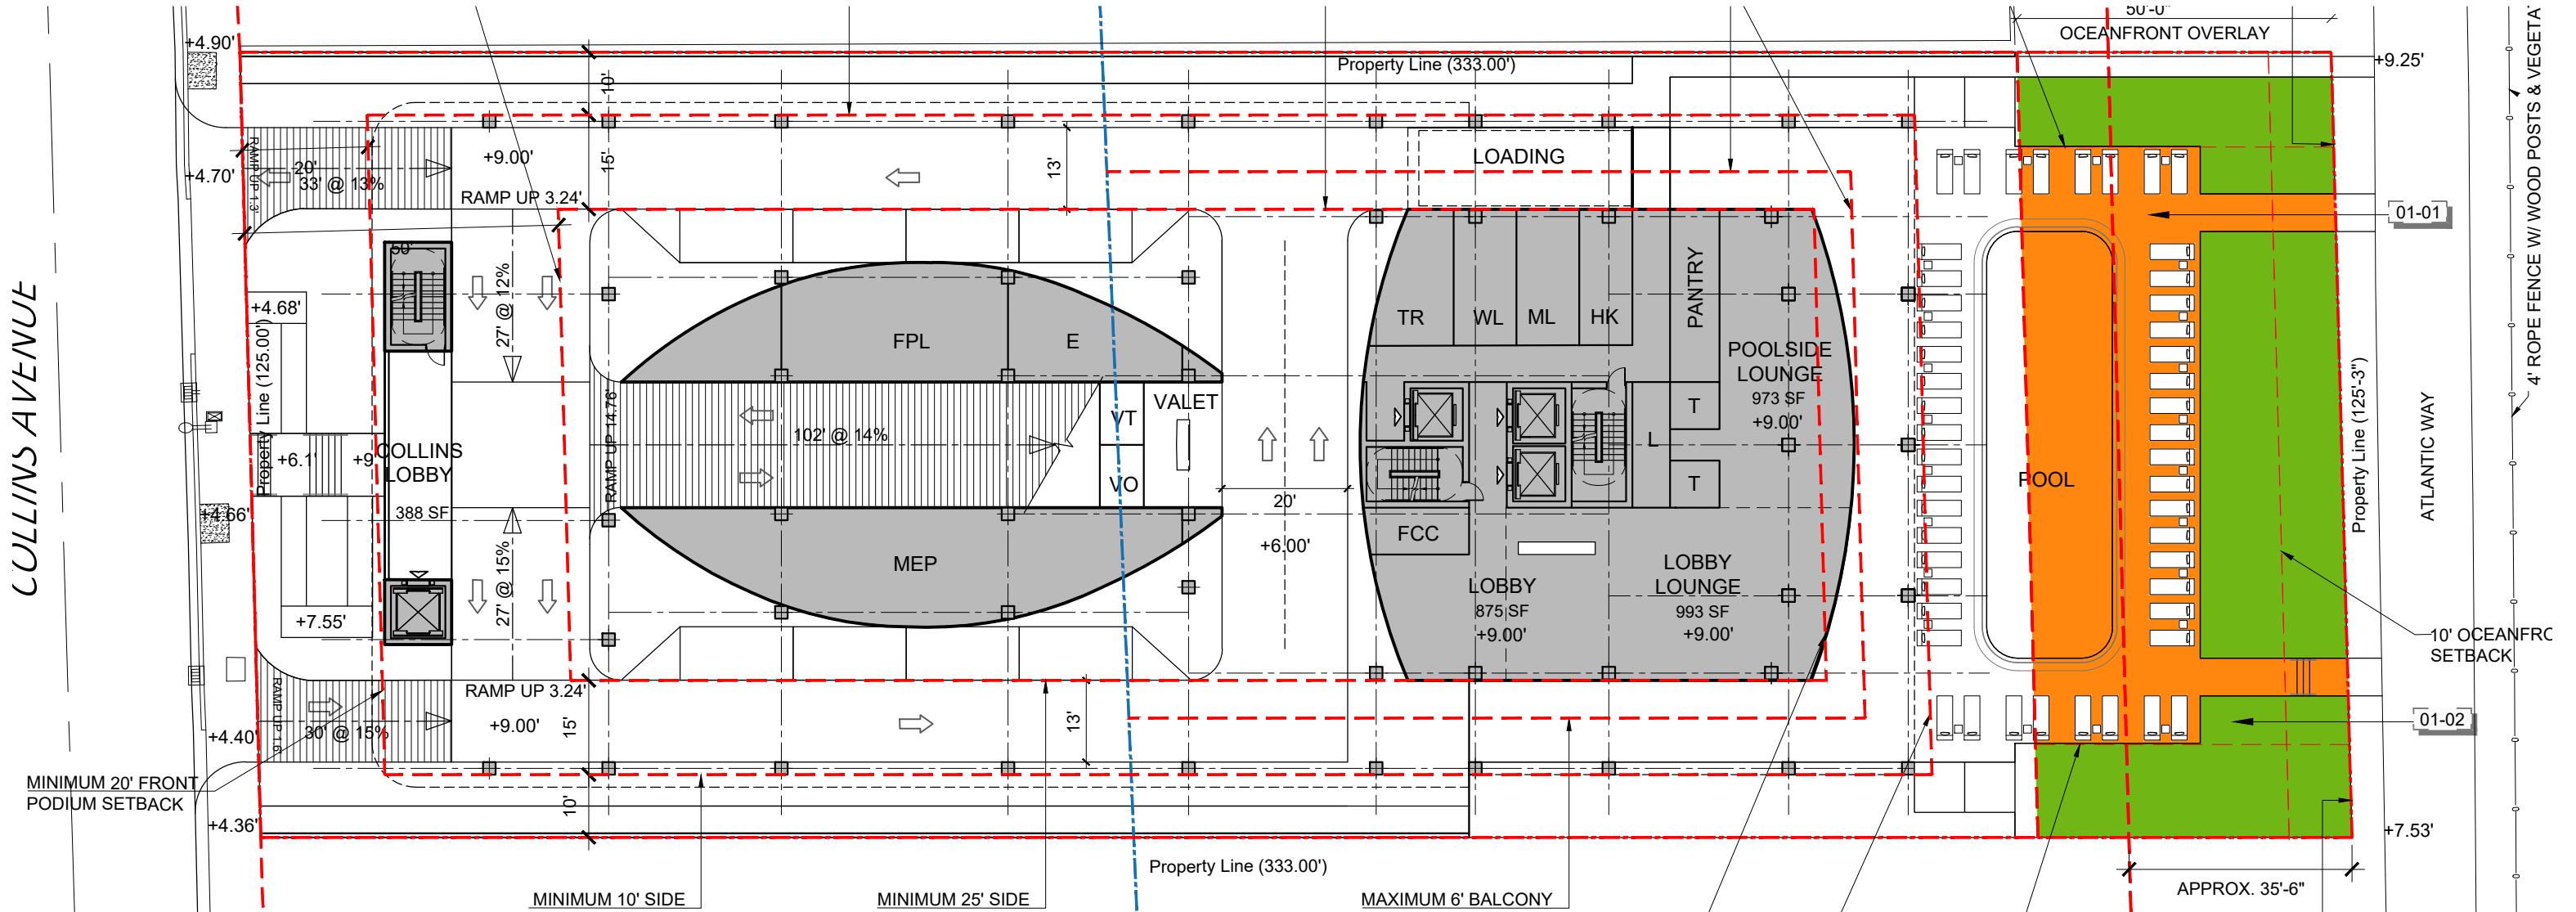 50'-0"
OCEANFRONT OVERLAY
+4.90'
Property Line (333.00')
+9.25'
4' ROPE FENCE W/ WOOD POSTS &
10'
+4.70'
RAMP UP 1.3'
20'
33' @ 13%
+9.00'
15'
RAMP UP 3.24'
13'
LOADING
01-01
COLLINS AVENUE
50'
27' @ 12%
+4.68'
Property Line (125.00')
FPL
E
TR
WL
ML
HK
PANTRY
POOLSIDE
LOUNGE
973 SF
+9.00'
Property Line (125'-3")
ATLANTIC WAY
COLLINS
LOBBY
388 SF
+6.1'
+9
RAMP UP 14.76'
102' @ 14%
VT
VALET
VO
T
L
T
POOL
+4.66'
20'
+6.00'
FCC
MEP
27' @ 15%
+7.55'
LOBBY
875 SF
+9.00'
LOBBY
LOUNGE
993 SF
+9.00'
10'
SETBACK
RAMP UP 1.6'
30' @ 15%
RAMP UP 3.24'
+9.00'
15'
13'
01-02
+4.40'
MINIMUM 20' FRONT
PODIUM SETBACK
+4.36'
10'
+7.53'
Property Line (333.00')
MINIMUM 10' SIDE
MINIMUM 25' SIDE
MAXIMUM 6' BALCONY
APPROX. 35'-6"